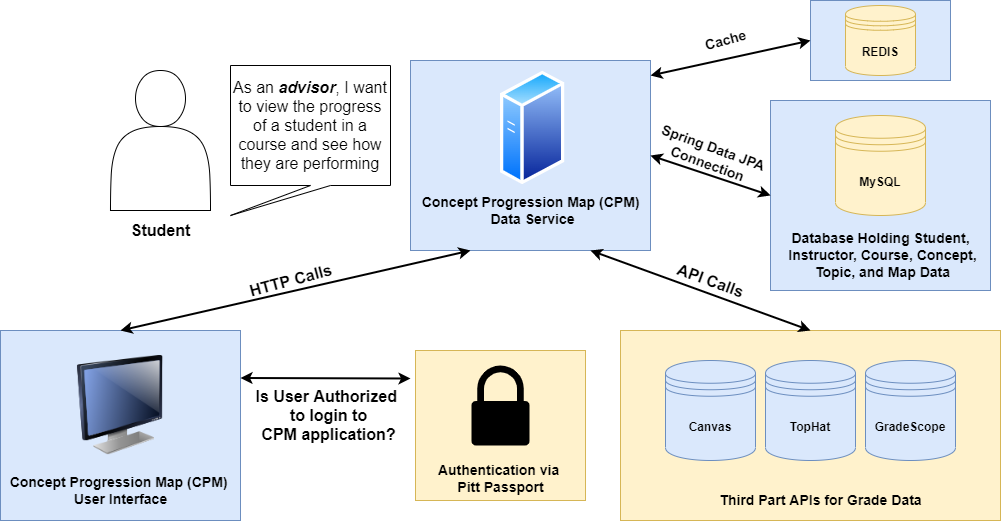 Cache
REDIS
As an advisor, I want
to view the progress
of a student in a
course and see how
they are performing
Student
Concept Progression Map (CPM)
Data Service
Spring Data JPA
Connection
MySQL
Database Holding Student,
Instructor, Course, Concept,
Topic, and Map Data
HTTP Calls
API Calls
Concept Progression Map (CPM)
User Interface
Is User Authorized
to login to
CPM application?
Authentication via
Pitt Passport
Canvas
TopHat
GradeScope
Third Part APIs for Grade Data